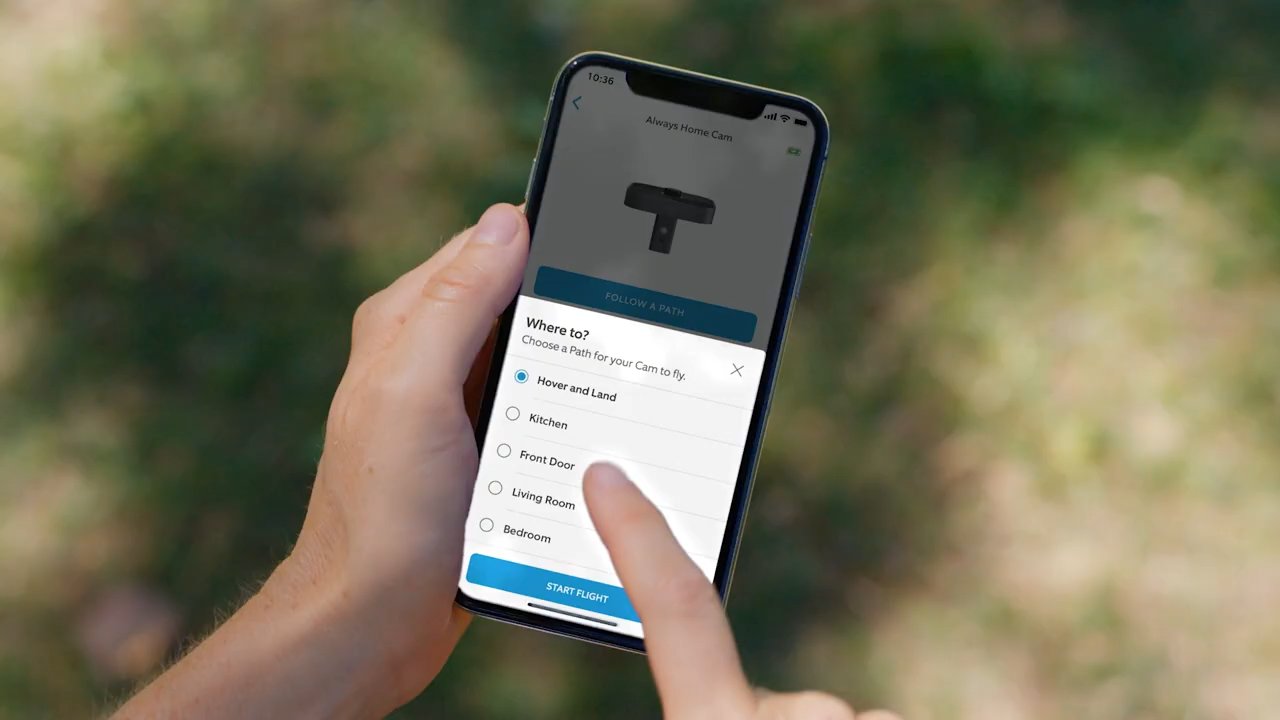 10:36
Always Home Cam
FOLLOW A PATH
Where to?
Choose a Path for your Cam to fly.
Hover and Land
Kitchen
Front Door
Living Room
Bedroom
START FLIGHT